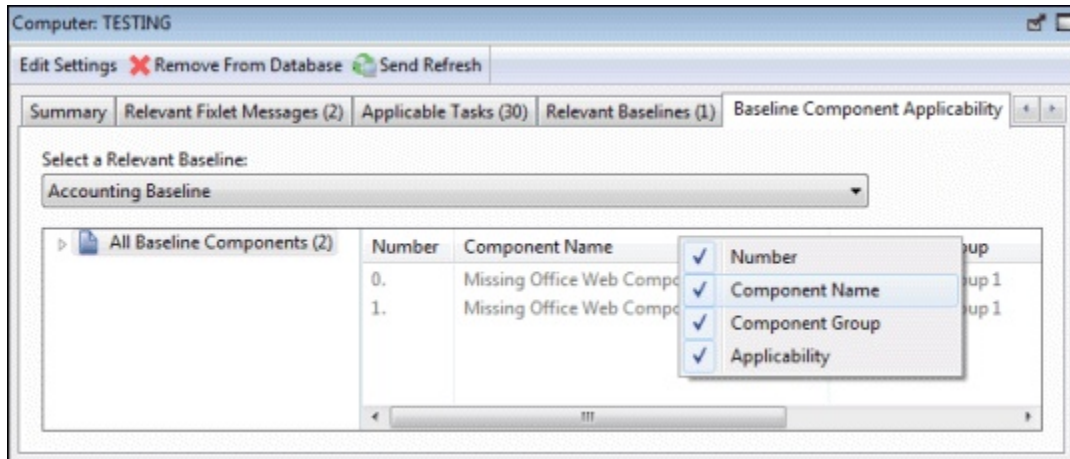 Computer: TESTING
Edit Settings Remove From Database Send Refresh
Summary Relevant Fixlet Messages (2) Applicable Tasks (30) Relevant Baselines (1) Baseline Component Applicability
Select a Relevant Baseline:
Accounting Baseline
All Baseline Components (2)
Number Component Name
0. Missing Office Web
1. Missing Office Web
Number
Component Name
Component Group
Applicability